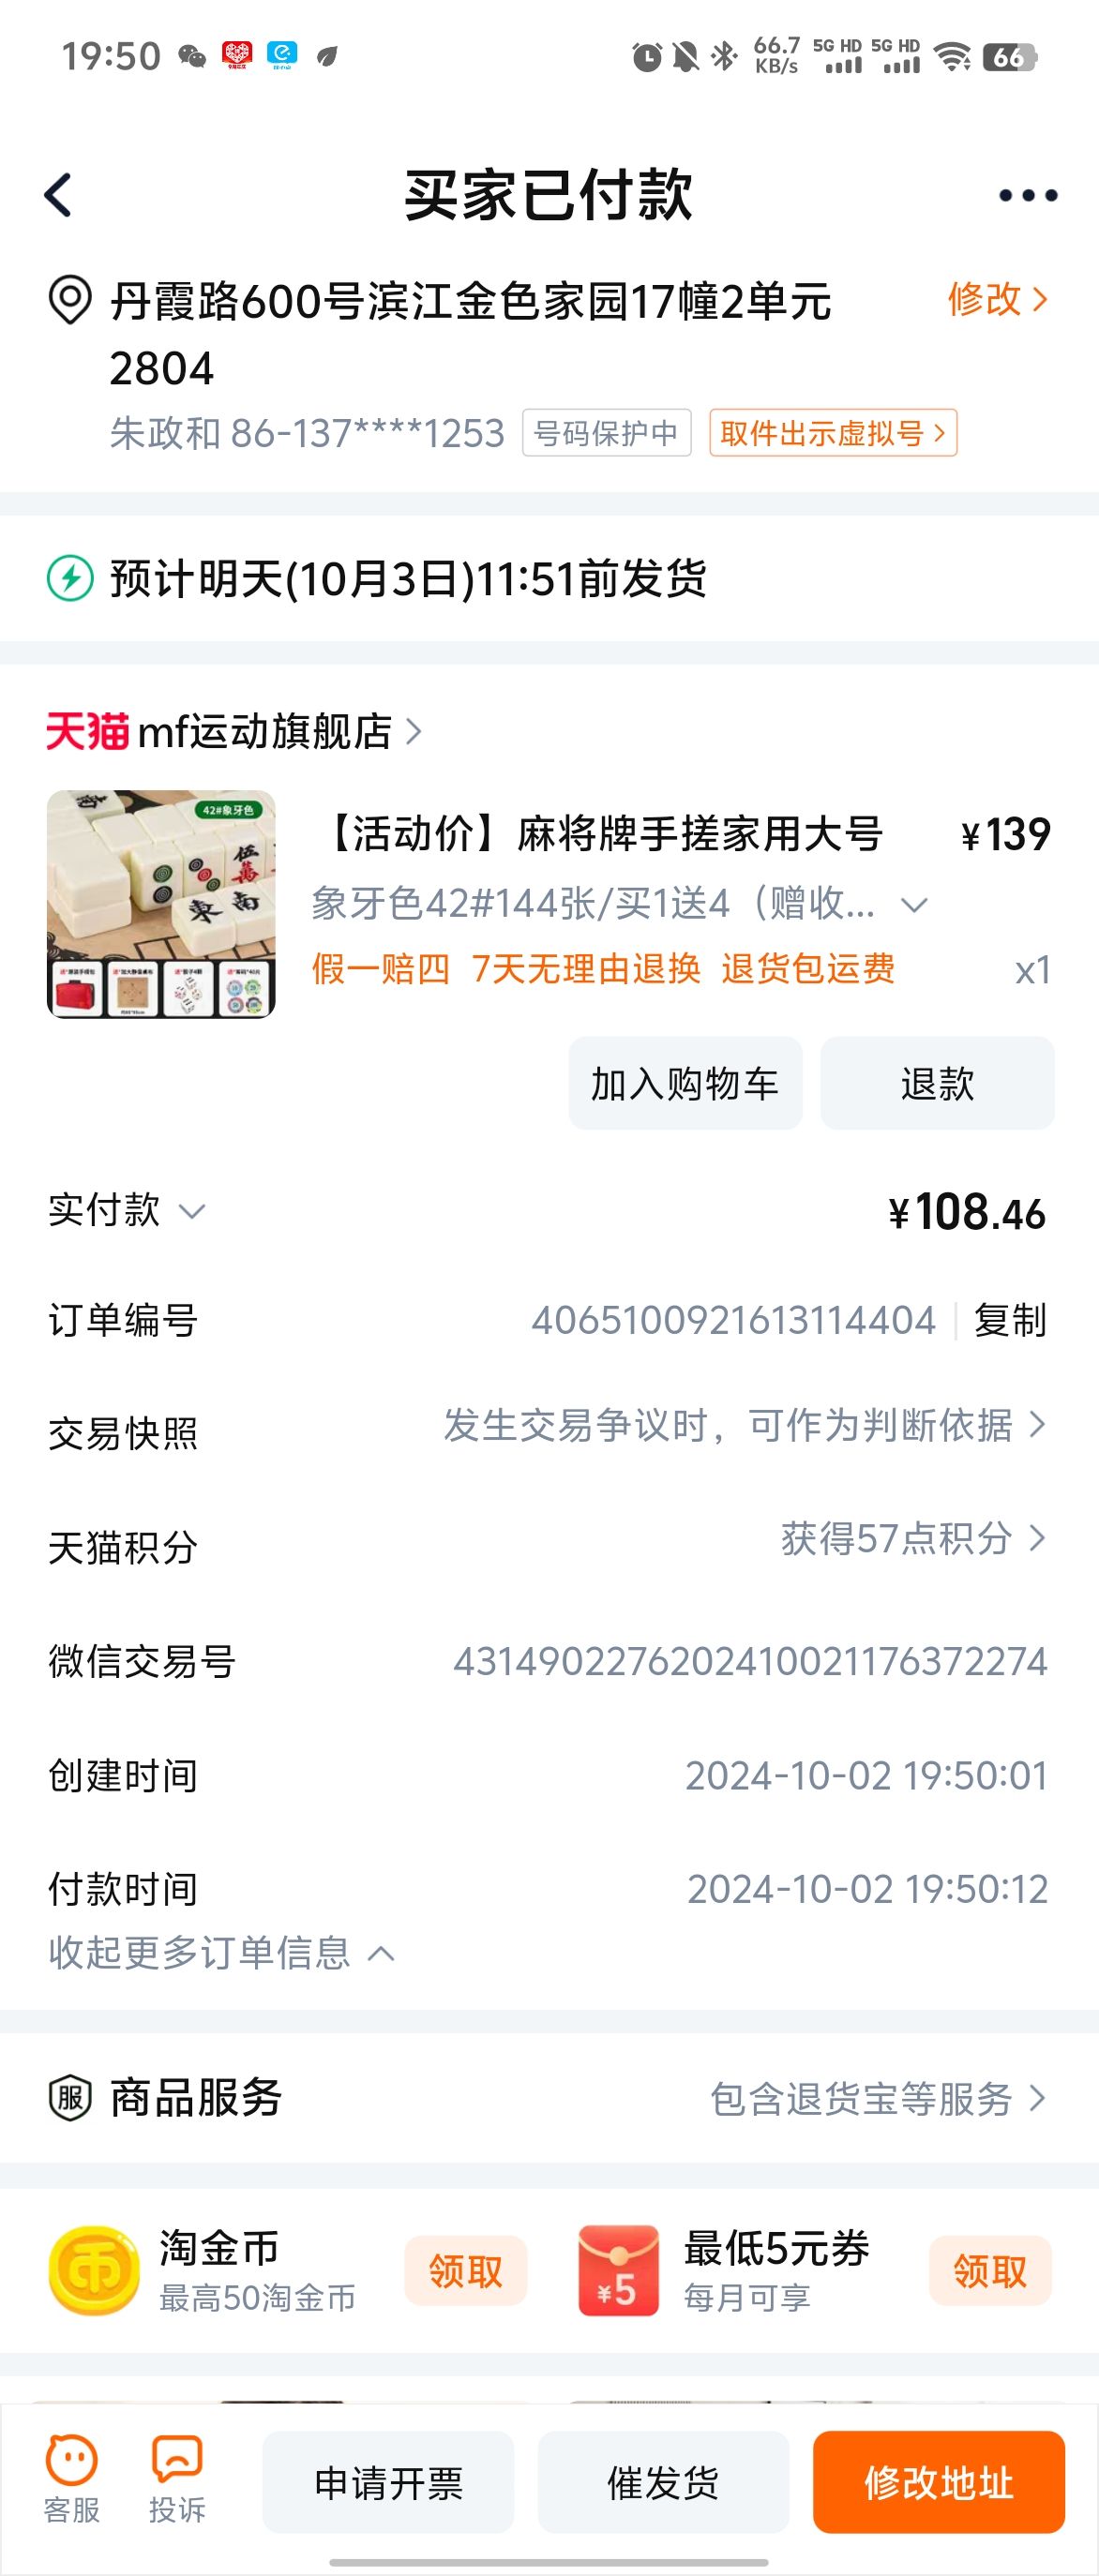 19:50
66.7 KB/s 5G HD 5G HD 66
买家已付款
丹霞路600号滨江金色家园17幢2单元
2804
修改
朱政和 86-137****1253 号码保护中 取件出示虚拟号
预计明天(10月3日)11:51前发货
天猫 mf运动旗舰店
42#象牙色
伍萬
東 南
【活动价】麻将牌手搓家用大号 ¥139
象牙色42#144张/买1送4（赠收...
假一赔四 7天无理由退换 退货包运费 x1
加入购物车 退款
实付款 ¥108.46
订单编号 4065100921613114404 复制
交易快照 发生交易争议时，可作为判断依据
天猫积分 获得57点积分
微信交易号 4314902276202410021176372274
创建时间 2024-10-02 19:50:01
付款时间 2024-10-02 19:50:12
收起更多订单信息
服 商品服务 包含退货宝等服务
币 淘金币 领取 ¥5 最低5元券 领取
最高50淘金币 每月可享
客服 投诉 申请开票 催发货 修改地址